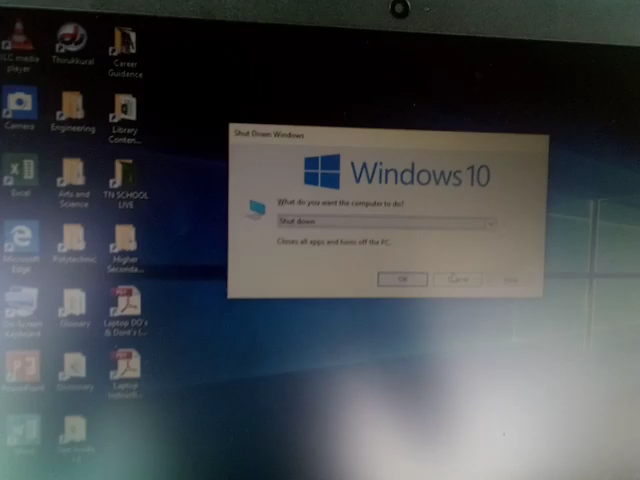 VLC media
player
Thirukkural
Career
Guidance
Camera
Engineering
Library
Conten...
Excel
Arts and
Science
TN SCHOOL
LIVE
Microsoft
Edge
Polytechnic
Higher
Seconda...
On-Screen
Keyboard
Glossary
Laptop DO's
& Dont's i...
PowerPoint
Dictionary
Laptop
Instructi...
Word
Shut Down Windows
Windows 10
What do you want the computer to do?
Shut down
Closes all apps and turns off the PC.
OK
Cancel
Help